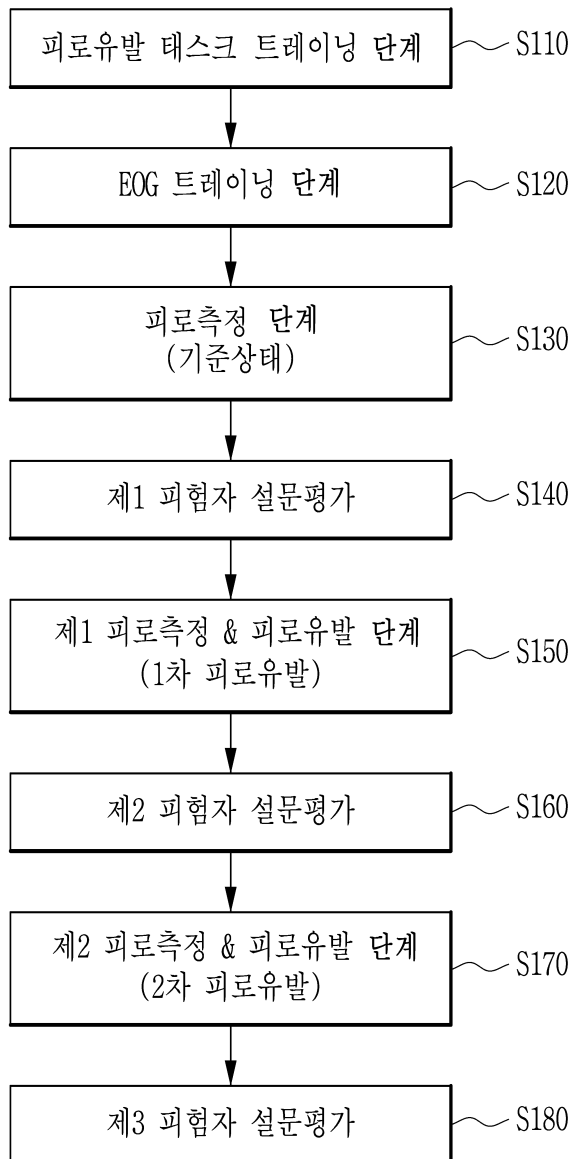 피로유발 태스크 트레이닝 단계
S110
EOG 트레이닝 단계
S120
피로측정 단계
(기준상태)
S130
제1 피험자 설문평가
S140
제1 피로측정 & 피로유발 단계
(1차 피로유발)
S150
제2 피험자 설문평가
S160
제2 피로측정 & 피로유발 단계
(2차 피로유발)
S170
제3 피험자 설문평가
S180